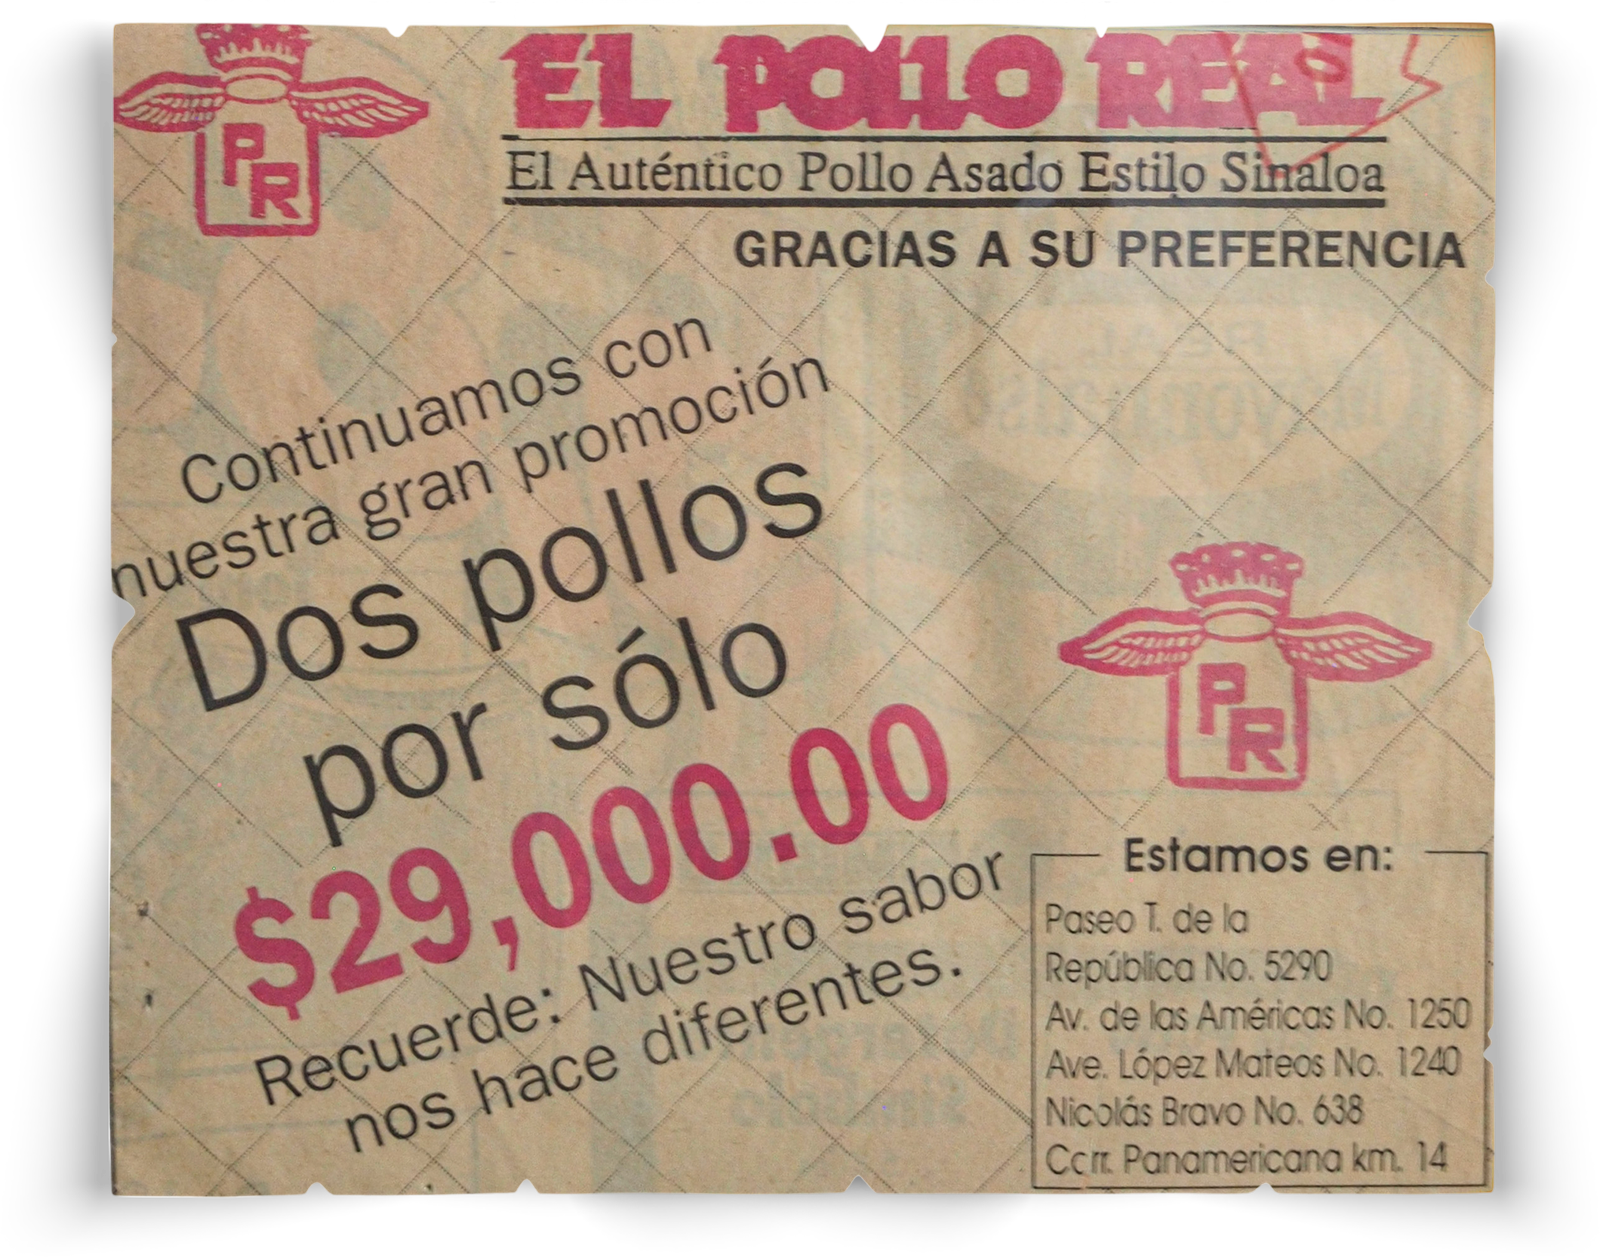 PR
EL POLLO REAL
El Auténtico Pollo Asado Estilo Sinaloa
GRACIAS A SU PREFERENCIA
Continuamos con
nuestra gran promoción
Dos pollos
por sólo
$29,000.00
Recuerde: Nuestro sabor
nos hace diferentes.
PR
Estamos en:
Paseo T. de la
República No. 5290
Av. de las Américas No. 1250
Ave. López Mateos No. 1240
Nicolás Bravo No. 638
Carr. Panamericana km. 14